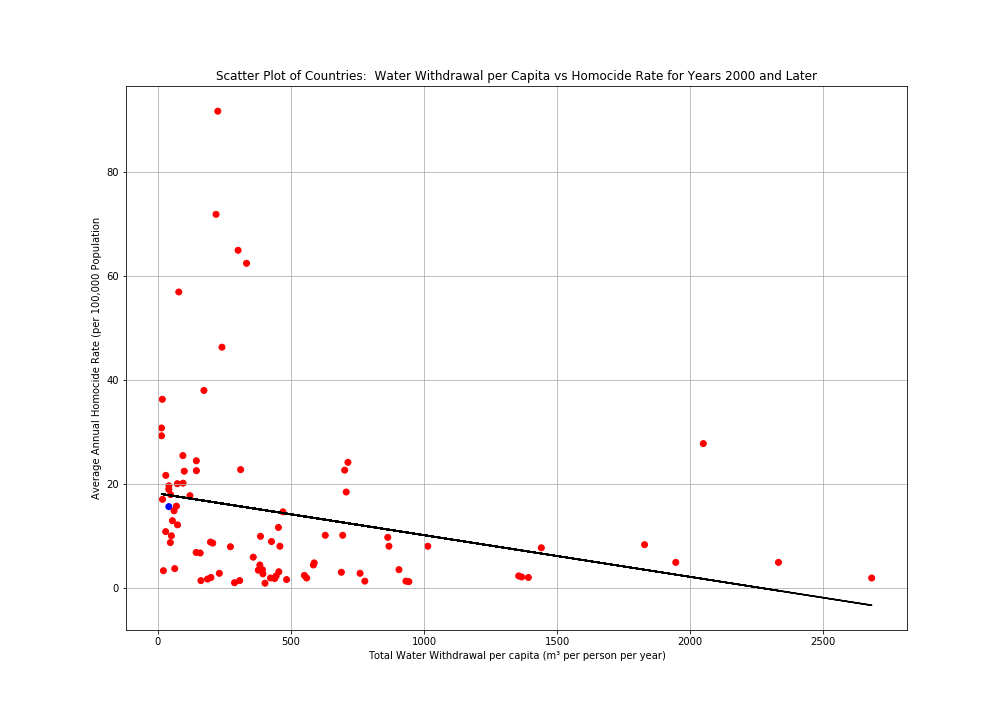 Scatter Plot of Countries:  Water Withdrawal per Capita vs Homocide Rate for Years 2000 and Later
Average Annual Homocide Rate (per 100,000 Population
80
60
40
20
0
0 500 1000 1500 2000 2500
Total Water Withdrawal per capita (m³ per person per year)